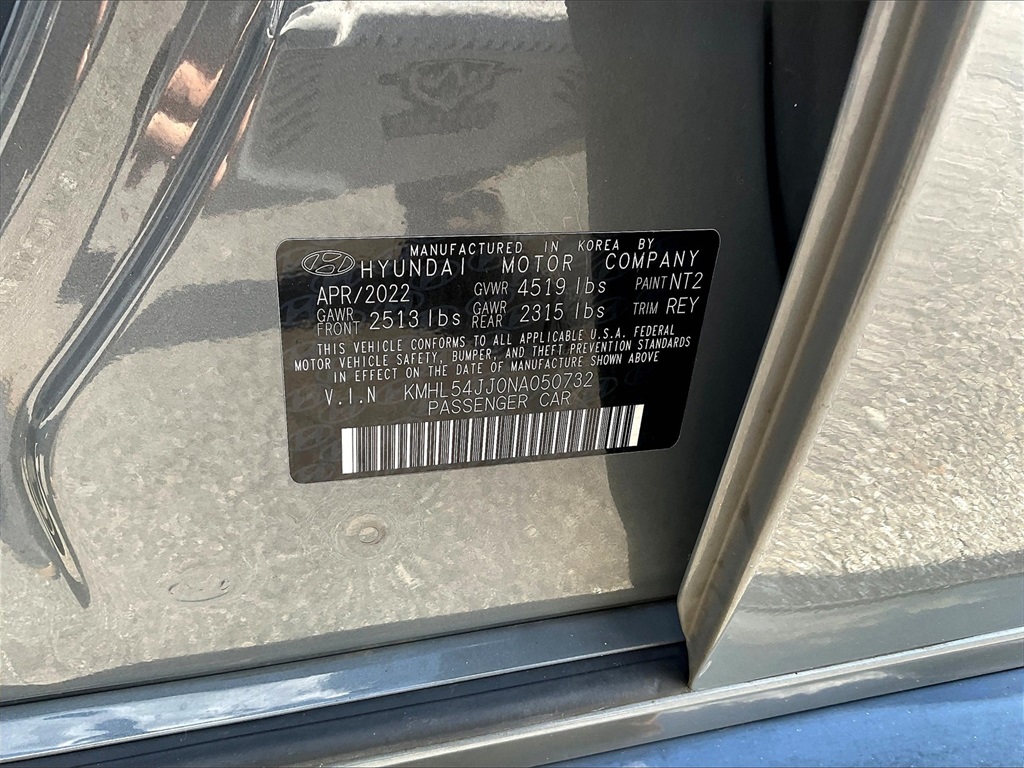 MANUFACTURED IN KOREA BY
HYUNDAI MOTOR COMPANY
APR/2022 GVWR 4519 lbs PAINT NT2
GAWR FRONT 2513 lbs GAWR REAR 2315 lbs TRIM REY
THIS VEHICLE CONFORMS TO ALL APPLICABLE U.S.A. FEDERAL
MOTOR VEHICLE SAFETY, BUMPER, AND THEFT PREVENTION STANDARDS
IN EFFECT ON THE DATE OF MANUFACTURE SHOWN ABOVE
V.I.N KMHL54JJ0NA050732
PASSENGER CAR